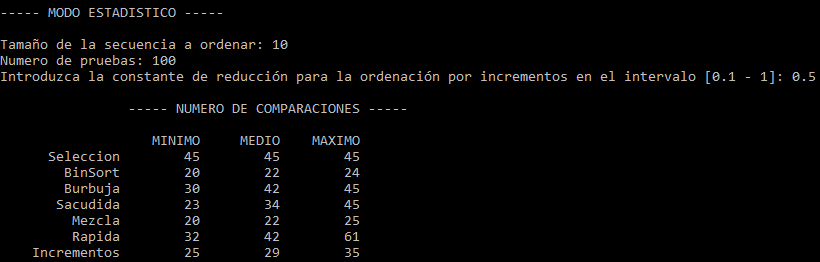 ----- MODO ESTADISTICO -----
Tamaño de la secuencia a ordenar: 10
Numero de pruebas: 100
Introduzca la constante de reducción para la ordenación por incrementos en el intervalo [0.1 - 1]: 0.5
----- NUMERO DE COMPARACIONES -----
MINIMO MEDIO MAXIMO
Seleccion 45 45 45
BinSort 20 22 24
Burbuja 30 42 45
Sacudida 23 34 45
Mezcla 20 22 25
Rapida 32 42 61
Incrementos 25 29 35